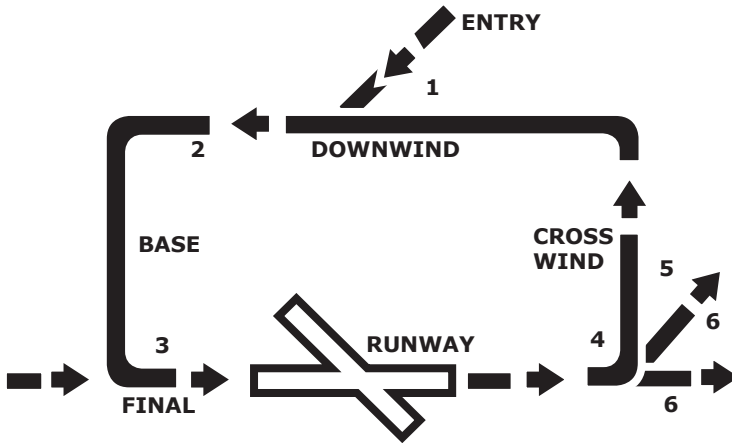 ENTRY
1
2
DOWNWIND
BASE
CROSS
WIND
5
6
3
RUNWAY
4
FINAL
6